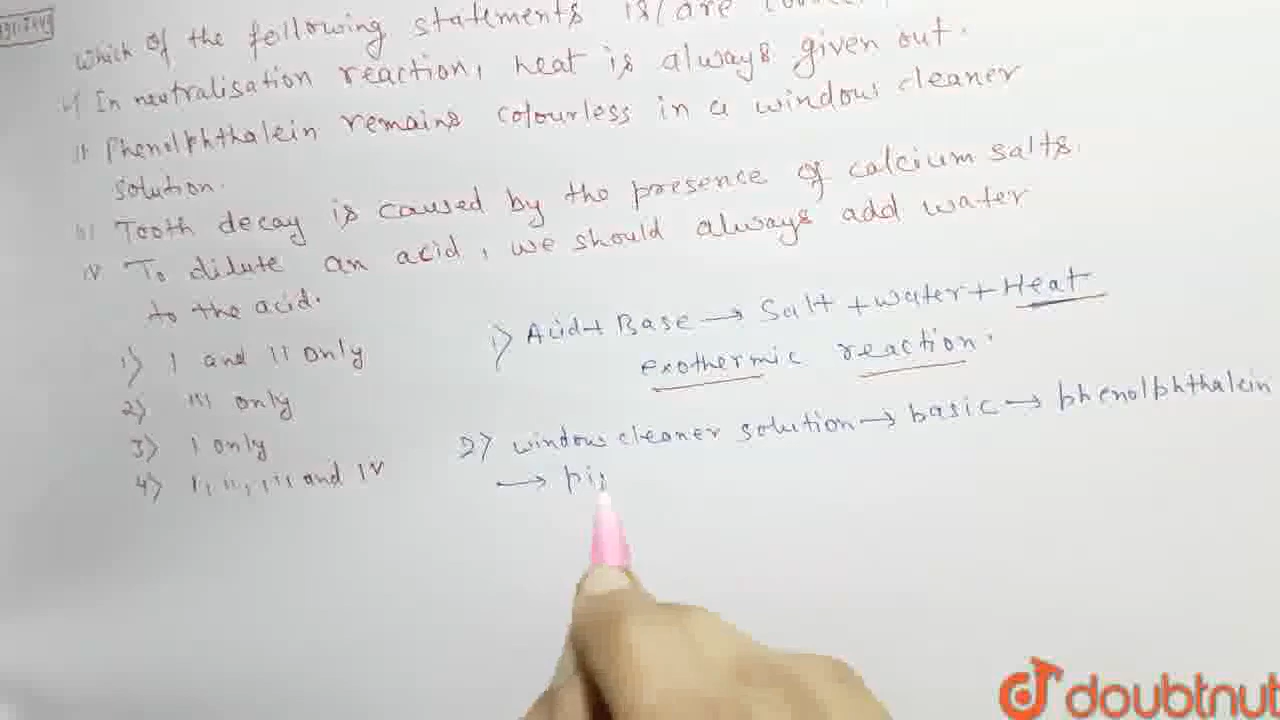 Which of the following statements is/are
i) In neutralisation reaction, heat is always given out.
ii Phenolphthalein remains colourless in a window cleaner
solution.
iii Tooth decay is caused by the presence of calcium salts.
iv To dilute an acid, we should always add water
to the acid.
1) I and II only
2) III only
3) I only
4) i, ii, iii and IV
1) Acid + Base → Salt + water + Heat
exothermic reaction.
2) window cleaner solution → basic → phenolphthalein
→ pi
doubtnut